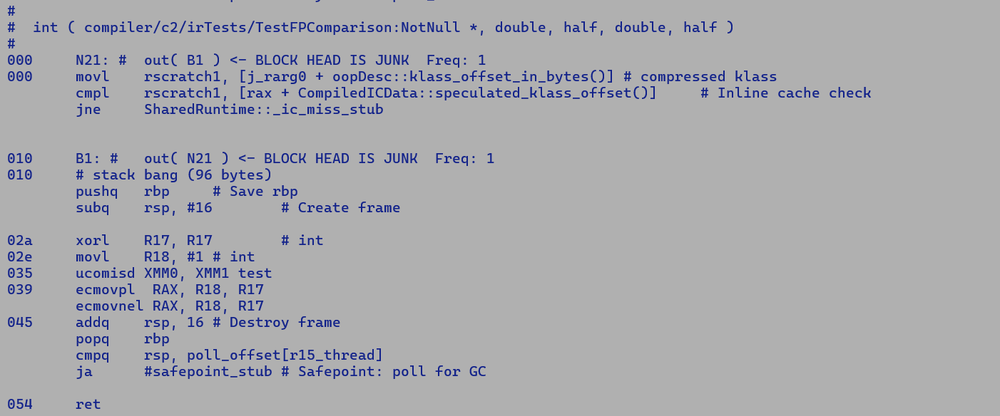 #
#  int ( compiler/c2/irTests/TestFPComparison:NotNull *, double, half, double, half )
#
000     N21: #  out( B1 ) <- BLOCK HEAD IS JUNK  Freq: 1
000     movl    rscratch1, [j_rarg0 + oopDesc::klass_offset_in_bytes()] # compressed klass
        cmpl    rscratch1, [rax + CompiledICData::speculated_klass_offset()]     # Inline cache check
        jne     SharedRuntime::_ic_miss_stub
010     B1: #   out( N21 ) <- BLOCK HEAD IS JUNK  Freq: 1
010     # stack bang (96 bytes)
        pushq   rbp     # Save rbp
        subq    rsp, #16        # Create frame
02a     xorl    R17, R17        # int
02e     movl    R18, #1 # int
035     ucomisd XMM0, XMM1 test
039     ecmovpl  RAX, R18, R17
        ecmovnel RAX, R18, R17
045     addq    rsp, 16 # Destroy frame
        popq    rbp
        cmpq    rsp, poll_offset[r15_thread]
        ja      #safepoint_stub # Safepoint: poll for GC
054     ret